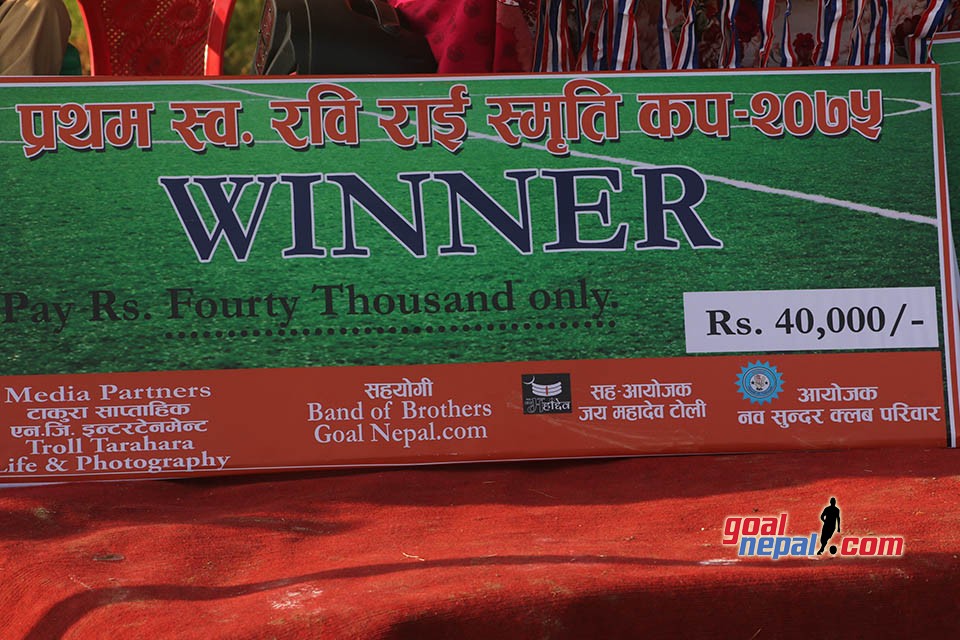 प्रथम स्व. रवि राई स्मृति कप-२०७५
WINNER
Pay Rs. Fourty Thousand only.
Rs. 40,000/-
Media Partners
टाकुरा साप्ताहिक
एन.जि. इन्टरटेनमेन्ट
Troll Tarahara
Life & Photography
सहयोगी
Band of Brothers
Goal Nepal.com
सह-आयोजक
जय महादेव टोली
आयोजक
नव सुन्दर क्लब परिवार
goal
nepal.com